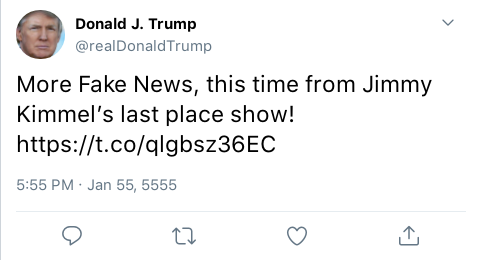 Donald J. Trump
@realDonaldTrump
More Fake News, this time from Jimmy
Kimmel’s last place show!
https://t.co/qlgbsz36EC
5:55 PM · Jan 55, 5555